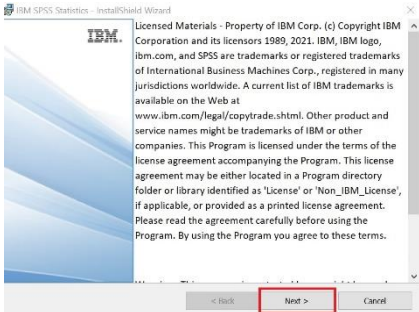 IBM SPSS Statistics - InstallShield Wizard
IBM.
Licensed Materials - Property of IBM Corp. (c) Copyright IBM
Corporation and its licensors 1989, 2021. IBM, IBM logo,
ibm.com, and SPSS are trademarks or registered trademarks
of International Business Machines Corp., registered in many
jurisdictions worldwide. A current list of IBM trademarks is
available on the Web at
www.ibm.com/legal/copytrade.shtml. Other product and
service names might be trademarks of IBM or other
companies. This Program is licensed under the terms of the
license agreement accompanying the Program. This license
agreement may be either located in a Program directory
folder or library identified as 'License' or 'Non_IBM_License',
if applicable, or provided as a printed license agreement.
Please read the agreement carefully before using the
Program. By using the Program you agree to these terms.
< Back
Next >
Cancel